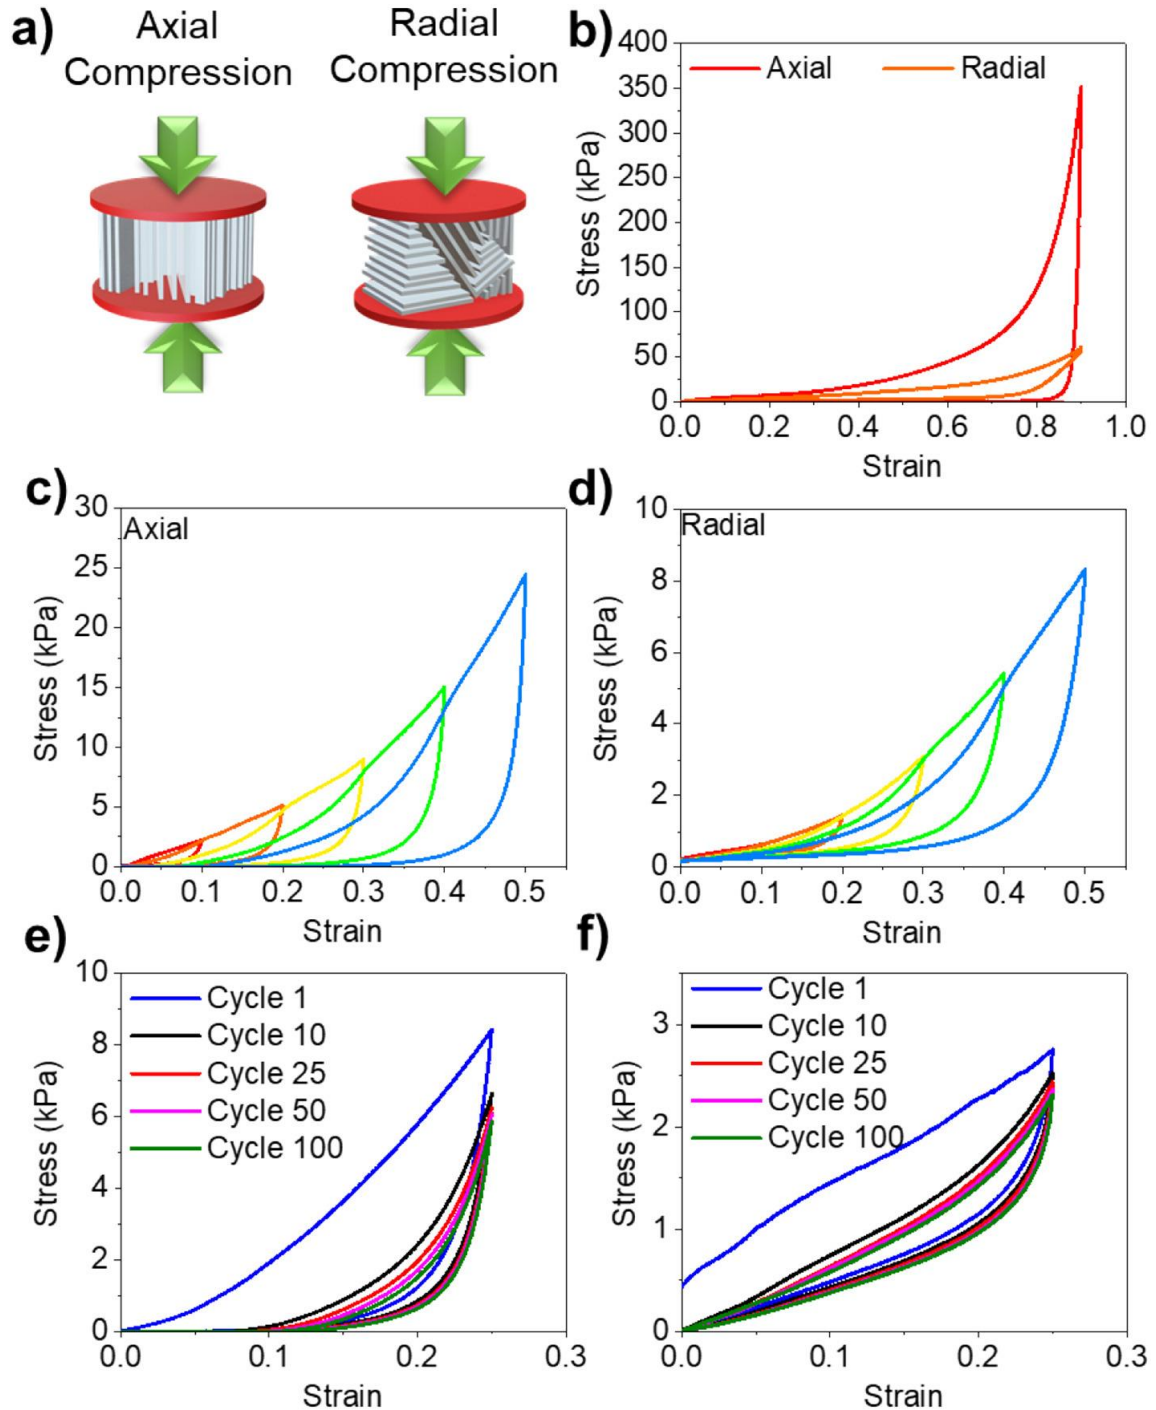 a)
Axial
Compression
Radial
Compression
b)
400
350
300
250
200
150
100
50
0
Stress (kPa)
Axial
Radial
0.0 0.2 0.4 0.6 0.8 1.0
Strain
c)
30
25
20
15
10
5
0
Stress (kPa)
Axial
0.0 0.1 0.2 0.3 0.4 0.5
Strain
d)
10
8
6
4
2
0
Stress (kPa)
Radial
0.0 0.1 0.2 0.3 0.4 0.5
Strain
e)
10
8
6
4
2
0
Stress (kPa)
Cycle 1
Cycle 10
Cycle 25
Cycle 50
Cycle 100
0.0 0.1 0.2 0.3
Strain
f)
3
2
1
0
Stress (kPa)
Cycle 1
Cycle 10
Cycle 25
Cycle 50
Cycle 100
0.0 0.1 0.2 0.3
Strain